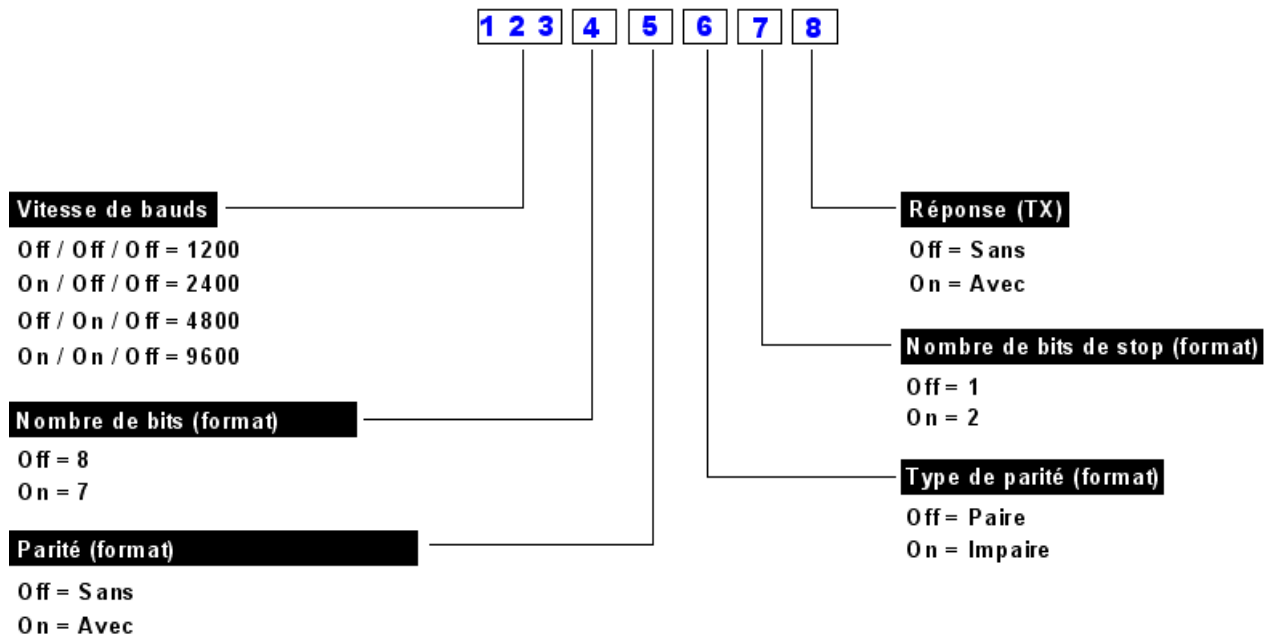 1 2 3 4 5 6 7 8
Vitesse de bauds
Off / Off / Off = 1200
On / Off / Off = 2400
Off / On / Off = 4800
On / On / Off = 9600
Nombre de bits (format)
Off = 8
On = 7
Parité (format)
Off = Sans
On = Avec
Réponse (TX)
Off = Sans
On = Avec
Nombre de bits de stop (format)
Off = 1
On = 2
Type de parité (format)
Off = Paire
On = Impaire